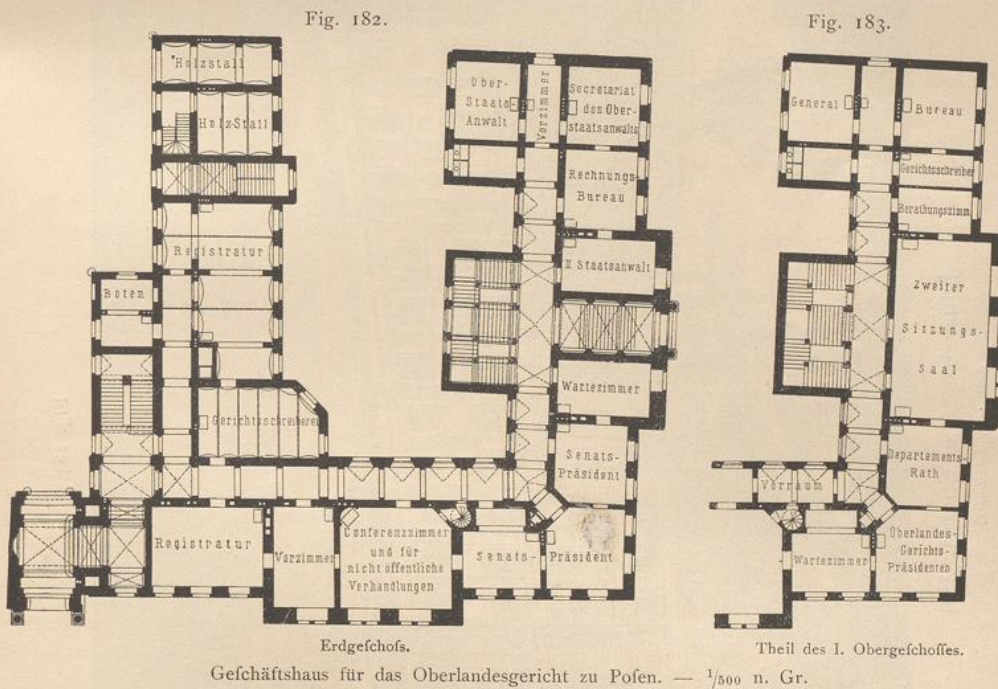 Fig. 182.
Holzstall
Holz-Stall
Registratur
Boten
Gerichtsschreiberei
Registratur
Vorzimmer
Conferenzzimmer
und für
nicht öffentliche
Verhandlungen
Senats-
Präsident
Senats-
Präsident
Wartezimmer
II Staatsanwalt
Rechnungs-
Bureau
Ober-
Staats-
Anwalt
Vorzimmer
Secretariat
des Ober-
staatsanwalts
Erdgeſchoſs.
Fig. 183.
General
Bureau
Gerichtsschreiber
Berathungszimm.
Zweiter
Sitzungs-
Saal
Departements-
Rath
Vorraum
Wartezimmer
Oberlandes-
Gerichts-
Präsidenten
Theil des I. Obergeſchoſſes.
Geſchäftshaus für das Oberlandesgericht zu Poſen. — 1/500 n. Gr.